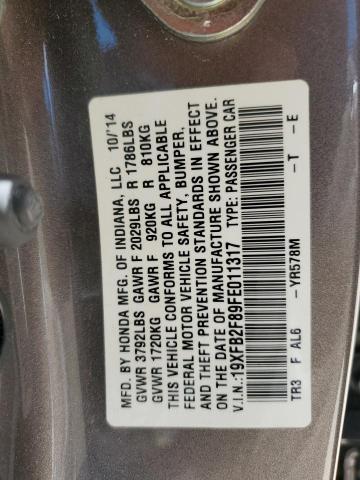 MFD. BY HONDA MFG. OF INDIANA, LLC 10/'14
GVWR 3792LBS GAWR F 2029LBS R 1786LBS
GVWR 1720KG GAWR F 920KG R 810KG
THIS VEHICLE CONFORMS TO ALL APPLICABLE
FEDERAL MOTOR VEHICLE SAFETY, BUMPER,
AND THEFT PREVENTION STANDARDS IN EFFECT
ON THE DATE OF MANUFACTURE SHOWN ABOVE.
V.I.N.:19XFB2F89FE011317 TYPE: PASSENGER CAR
TR3 F AL6 -YR578M -T -E